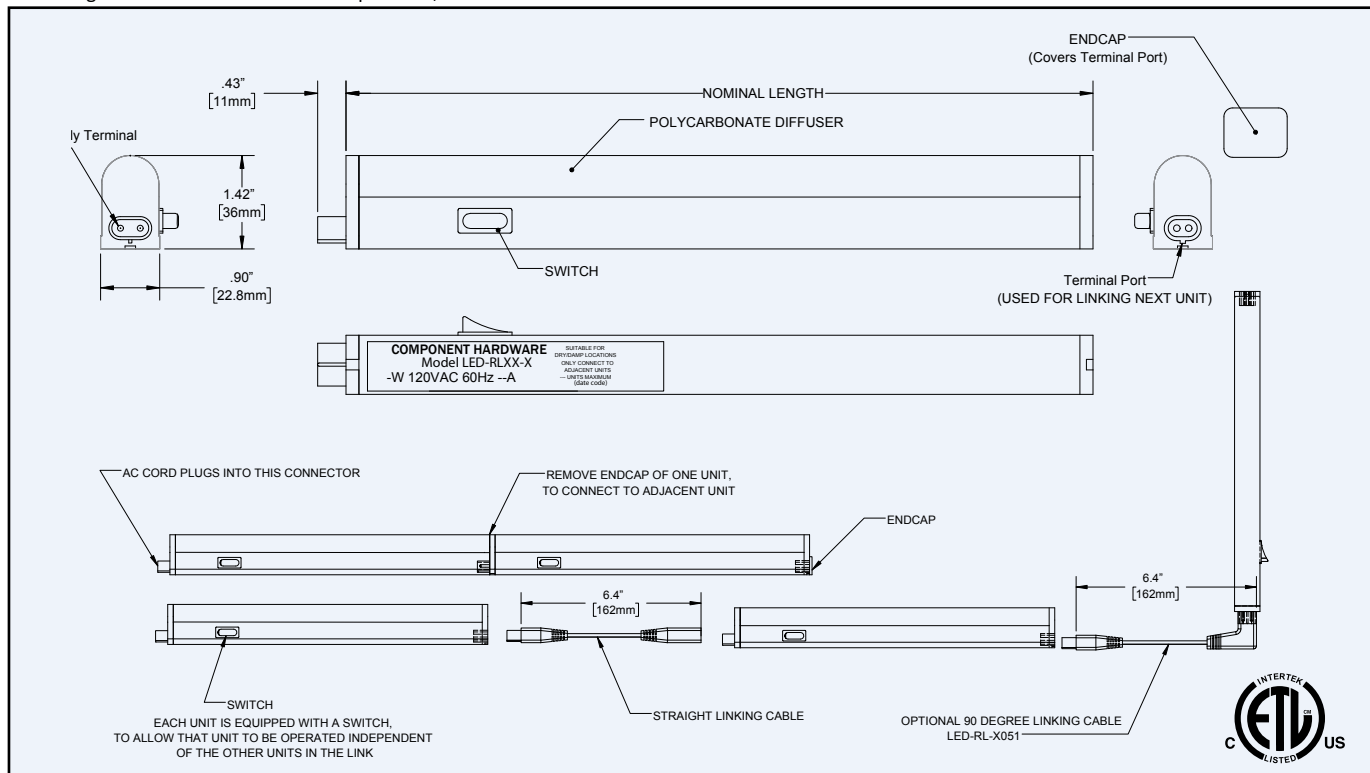 ENDCAP
(Covers Terminal Port)
.43"
[11mm]
NOMINAL LENGTH
POLYCARBONATE DIFFUSER
ly Terminal
1.42"
[36mm]
SWITCH
.90"
[22.8mm]
Terminal Port
(USED FOR LINKING NEXT UNIT)
COMPONENT HARDWARE
Model LED-RLXX-X
-W 120VAC 60Hz --A
SUITABLE FOR
DRY/DAMP LOCATIONS
ONLY CONNECT TO
ADJACENT UNITS
--- UNITS MAXIMUM
(date code)
AC CORD PLUGS INTO THIS CONNECTOR
REMOVE ENDCAP OF ONE UNIT,
TO CONNECT TO ADJACENT UNIT
ENDCAP
6.4"
[162mm]
6.4"
[162mm]
SWITCH
EACH UNIT IS EQUIPPED WITH A SWITCH,
TO ALLOW THAT UNIT TO BE OPERATED INDEPENDENT
OF THE OTHER UNITS IN THE LINK
STRAIGHT LINKING CABLE
OPTIONAL 90 DEGREE LINKING CABLE
LED-RL-X051
INTERTEK
ETL
CM
C US
LISTED